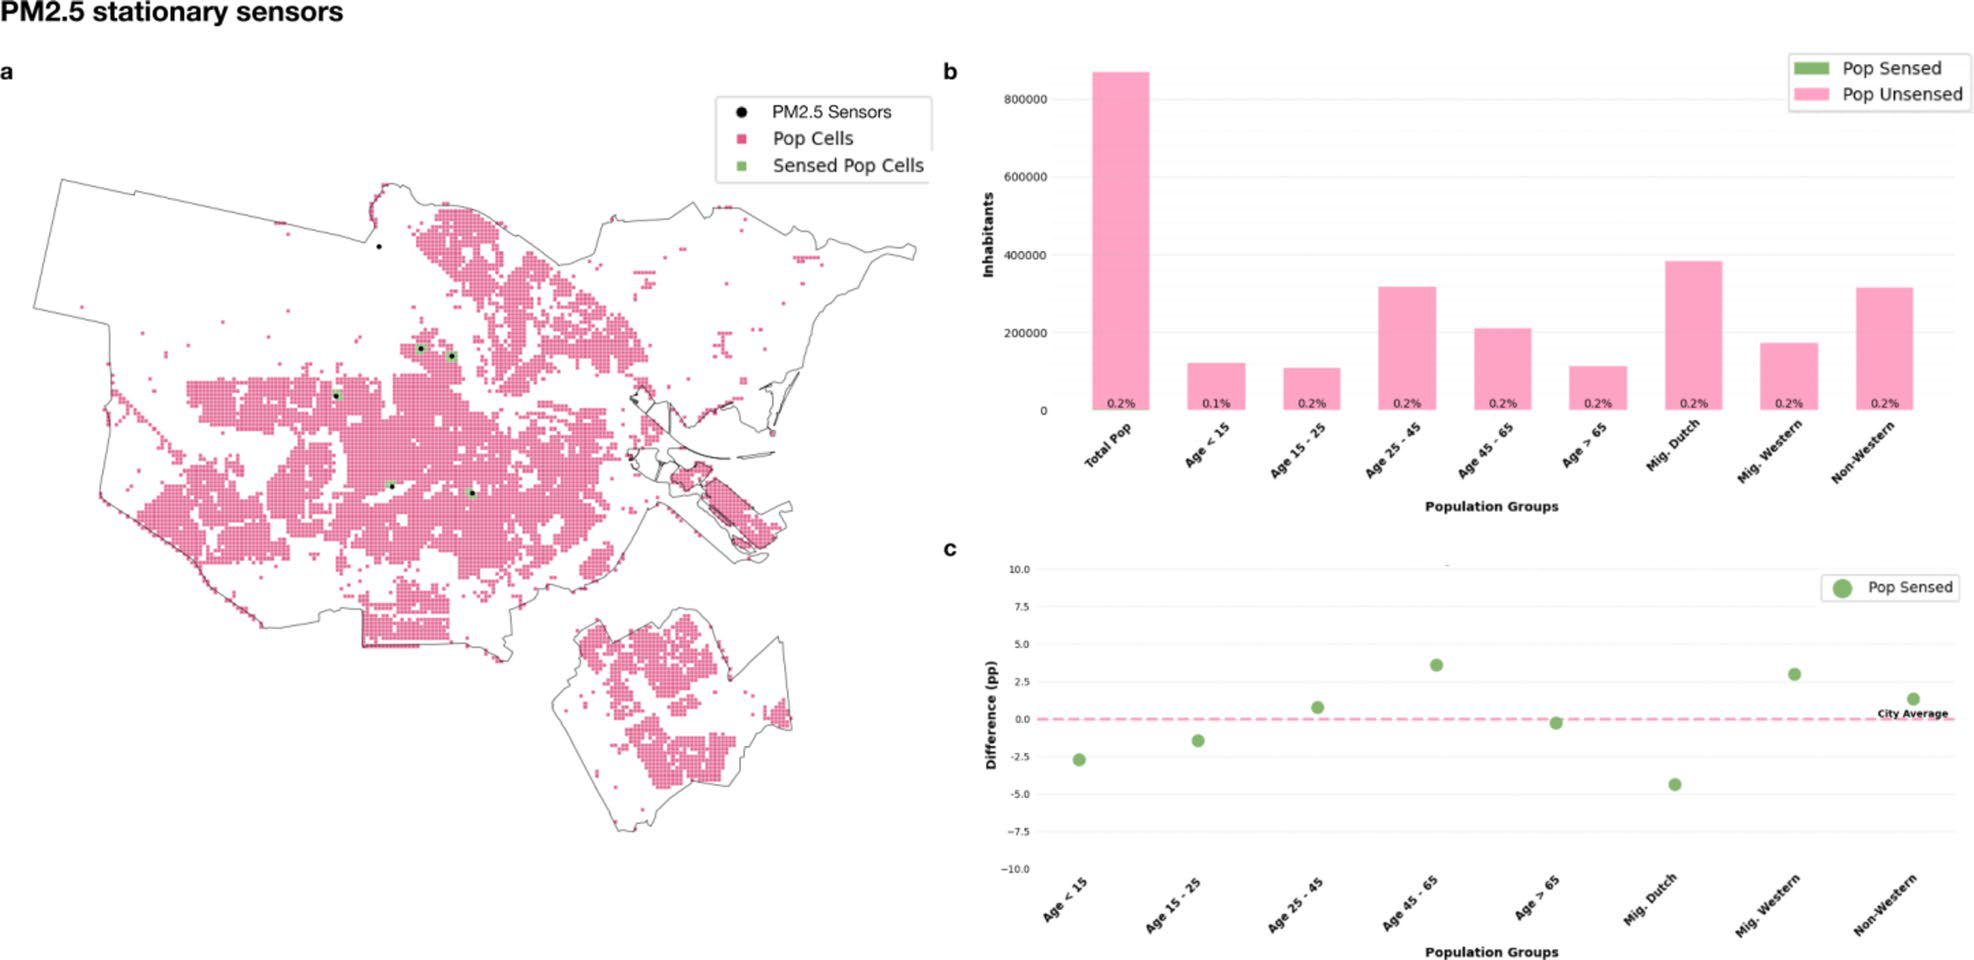 PM2.5 stationary sensors
a
PM2.5 Sensors
Pop Cells
Sensed Pop Cells
b
Pop Sensed
Pop Unsensed
Inhabitants
800000
600000
400000
200000
0
0.2%
0.1%
0.2%
0.2%
0.2%
0.2%
0.2%
0.2%
0.2%
Total Pop
Age < 15
Age 15 - 25
Age 25 - 45
Age 45 - 65
Age > 65
Mig. Dutch
Mig. Western
Non-Western
Population Groups
c
Pop Sensed
Difference (pp)
10.0
7.5
5.0
2.5
0.0
−2.5
−5.0
−7.5
−10.0
City Average
Age < 15
Age 15 - 25
Age 25 - 45
Age 45 - 65
Age > 65
Mig. Dutch
Mig. Western
Non-Western
Population Groups